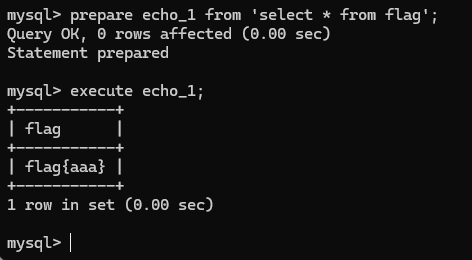 mysql> prepare echo_1 from 'select * from flag';
Query OK, 0 rows affected (0.00 sec)
Statement prepared
mysql> execute echo_1;
+-----------+
| flag      |
+-----------+
| flag{aaa} |
+-----------+
1 row in set (0.00 sec)
mysql>